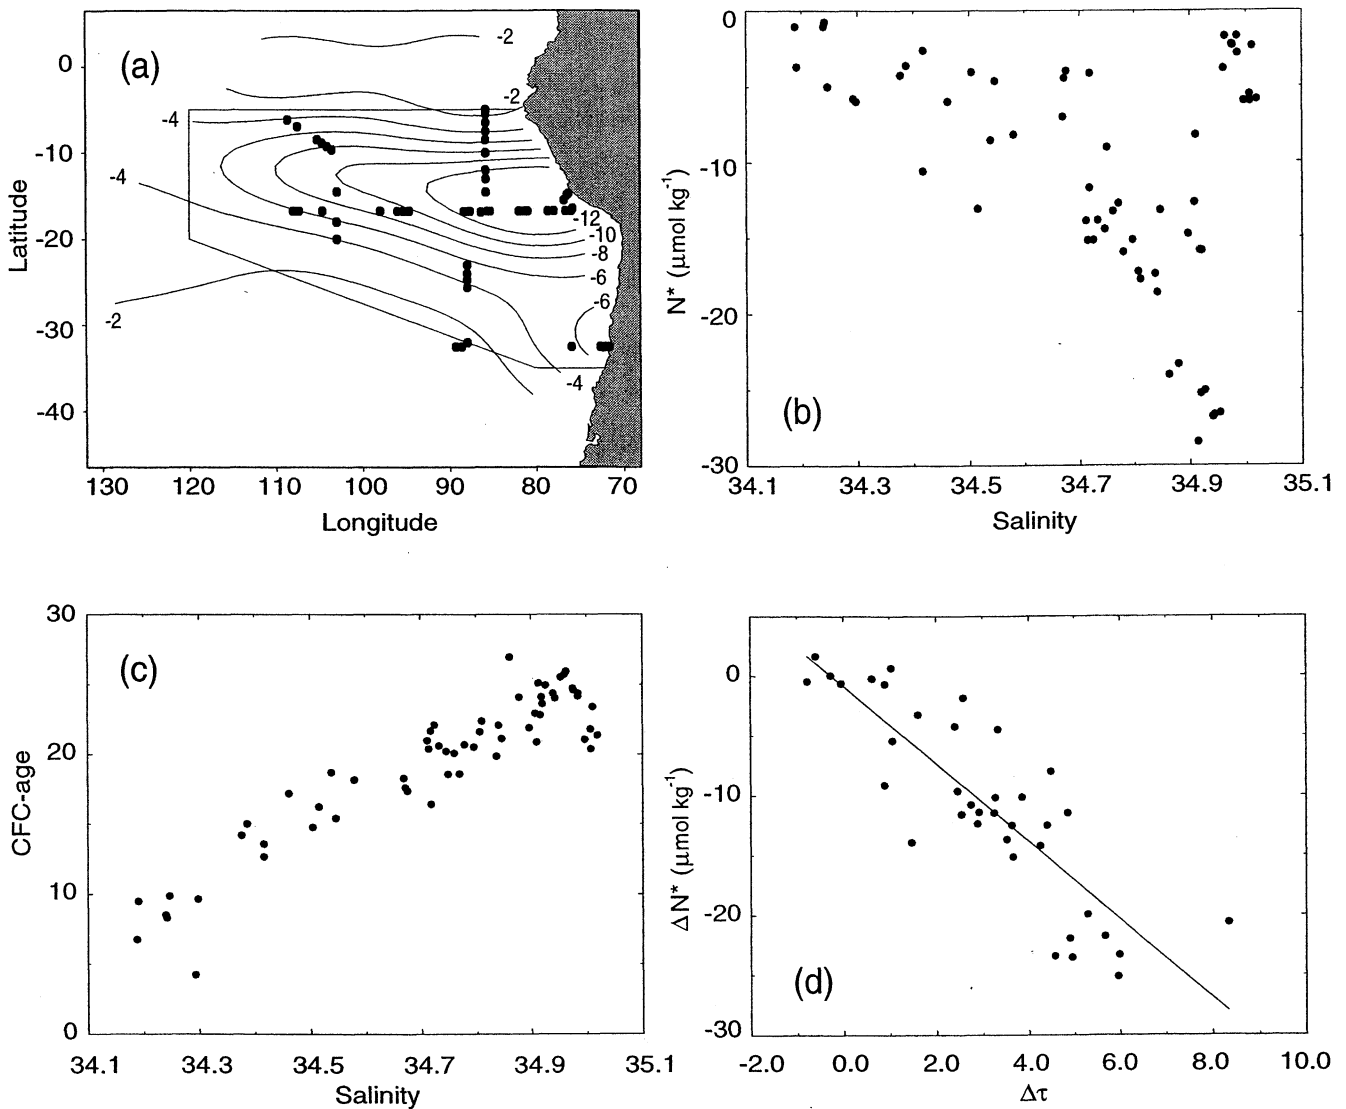 (a)
0
-10
-20
-30
-40
Latitude
-2
-2
-4
-4
-12
-10
-8
-6
-6
-2
-4
130 120 110 100 90 80 70
Longitude
0
-10
-20
-30
N* (μmol kg-1)
(b)
34.1 34.3 34.5 34.7 34.9 35.1
Salinity
30
20
10
0
CFC-age
(c)
34.1 34.3 34.5 34.7 34.9 35.1
Salinity
0
-10
-20
-30
ΔN* (μmol kg-1)
(d)
-2.0 0.0 2.0 4.0 6.0 8.0 10.0
Δτ